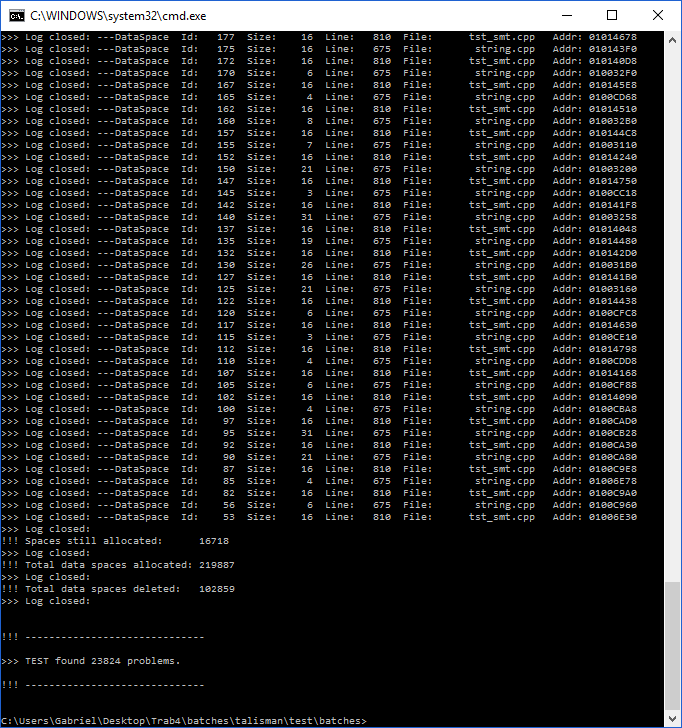 C:\WINDOWS\system32\cmd.exe
>>> Log closed: ---DataSpace  Id:   177  Size:    16  Line:   810  File:      tst_smt.cpp   Addr: 01014678
>>> Log closed: ---DataSpace  Id:   175  Size:    16  Line:   675  File:       string.cpp   Addr: 010143F0
>>> Log closed: ---DataSpace  Id:   172  Size:    16  Line:   810  File:      tst_smt.cpp   Addr: 010140D8
>>> Log closed: ---DataSpace  Id:   170  Size:     6  Line:   675  File:       string.cpp   Addr: 010032F0
>>> Log closed: ---DataSpace  Id:   167  Size:    16  Line:   810  File:      tst_smt.cpp   Addr: 010145E8
>>> Log closed: ---DataSpace  Id:   165  Size:     4  Line:   675  File:       string.cpp   Addr: 0100CD68
>>> Log closed: ---DataSpace  Id:   162  Size:    16  Line:   810  File:      tst_smt.cpp   Addr: 01014510
>>> Log closed: ---DataSpace  Id:   160  Size:     8  Line:   675  File:       string.cpp   Addr: 010032B0
>>> Log closed: ---DataSpace  Id:   157  Size:    16  Line:   810  File:      tst_smt.cpp   Addr: 010144C8
>>> Log closed: ---DataSpace  Id:   155  Size:     7  Line:   675  File:       string.cpp   Addr: 01003110
>>> Log closed: ---DataSpace  Id:   152  Size:    16  Line:   810  File:      tst_smt.cpp   Addr: 01014240
>>> Log closed: ---DataSpace  Id:   150  Size:    21  Line:   675  File:       string.cpp   Addr: 01003200
>>> Log closed: ---DataSpace  Id:   147  Size:    16  Line:   810  File:      tst_smt.cpp   Addr: 01014750
>>> Log closed: ---DataSpace  Id:   145  Size:     3  Line:   675  File:       string.cpp   Addr: 0100CC18
>>> Log closed: ---DataSpace  Id:   142  Size:    16  Line:   810  File:      tst_smt.cpp   Addr: 010141F8
>>> Log closed: ---DataSpace  Id:   140  Size:    31  Line:   675  File:       string.cpp   Addr: 01003258
>>> Log closed: ---DataSpace  Id:   137  Size:    16  Line:   810  File:      tst_smt.cpp   Addr: 01014048
>>> Log closed: ---DataSpace  Id:   135  Size:    19  Line:   675  File:       string.cpp   Addr: 01014480
>>> Log closed: ---DataSpace  Id:   132  Size:    16  Line:   810  File:      tst_smt.cpp   Addr: 010142D0
>>> Log closed: ---DataSpace  Id:   130  Size:    26  Line:   675  File:       string.cpp   Addr: 010031B0
>>> Log closed: ---DataSpace  Id:   127  Size:    16  Line:   810  File:      tst_smt.cpp   Addr: 010141B0
>>> Log closed: ---DataSpace  Id:   125  Size:    21  Line:   675  File:       string.cpp   Addr: 01003160
>>> Log closed: ---DataSpace  Id:   122  Size:    16  Line:   810  File:      tst_smt.cpp   Addr: 01014438
>>> Log closed: ---DataSpace  Id:   120  Size:     6  Line:   675  File:       string.cpp   Addr: 0100CFC8
>>> Log closed: ---DataSpace  Id:   117  Size:    16  Line:   810  File:      tst_smt.cpp   Addr: 01014630
>>> Log closed: ---DataSpace  Id:   115  Size:     3  Line:   675  File:       string.cpp   Addr: 0100CE10
>>> Log closed: ---DataSpace  Id:   112  Size:    16  Line:   810  File:      tst_smt.cpp   Addr: 01014798
>>> Log closed: ---DataSpace  Id:   110  Size:     4  Line:   675  File:       string.cpp   Addr: 0100CDD8
>>> Log closed: ---DataSpace  Id:   107  Size:    16  Line:   810  File:      tst_smt.cpp   Addr: 01014168
>>> Log closed: ---DataSpace  Id:   105  Size:     6  Line:   675  File:       string.cpp   Addr: 0100CF88
>>> Log closed: ---DataSpace  Id:   102  Size:    16  Line:   810  File:      tst_smt.cpp   Addr: 01014090
>>> Log closed: ---DataSpace  Id:   100  Size:     4  Line:   675  File:       string.cpp   Addr: 0100CBA8
>>> Log closed: ---DataSpace  Id:    97  Size:    16  Line:   810  File:      tst_smt.cpp   Addr: 0100CAD0
>>> Log closed: ---DataSpace  Id:    95  Size:    31  Line:   675  File:       string.cpp   Addr: 0100CB28
>>> Log closed: ---DataSpace  Id:    92  Size:    16  Line:   810  File:      tst_smt.cpp   Addr: 0100CA30
>>> Log closed: ---DataSpace  Id:    90  Size:    21  Line:   675  File:       string.cpp   Addr: 0100CA80
>>> Log closed: ---DataSpace  Id:    87  Size:    16  Line:   810  File:      tst_smt.cpp   Addr: 0100C9E8
>>> Log closed: ---DataSpace  Id:    85  Size:     4  Line:   675  File:       string.cpp   Addr: 01006E78
>>> Log closed: ---DataSpace  Id:    82  Size:    16  Line:   810  File:      tst_smt.cpp   Addr: 0100C9A0
>>> Log closed: ---DataSpace  Id:    56  Size:     6  Line:   675  File:       string.cpp   Addr: 0100C960
>>> Log closed: ---DataSpace  Id:    53  Size:    16  Line:   810  File:      tst_smt.cpp   Addr: 01006E30
>>> Log closed:
!!! Spaces still allocated:      16718
>>> Log closed:
!!! Total data spaces allocated: 219887
>>> Log closed:
!!! Total data spaces deleted:   102859
>>> Log closed:
!!! ------------------------------
>>> TEST found 23824 problems.
!!! ------------------------------
C:\Users\Gabriel\Desktop\Trab4\batches\talisman\test\batches>